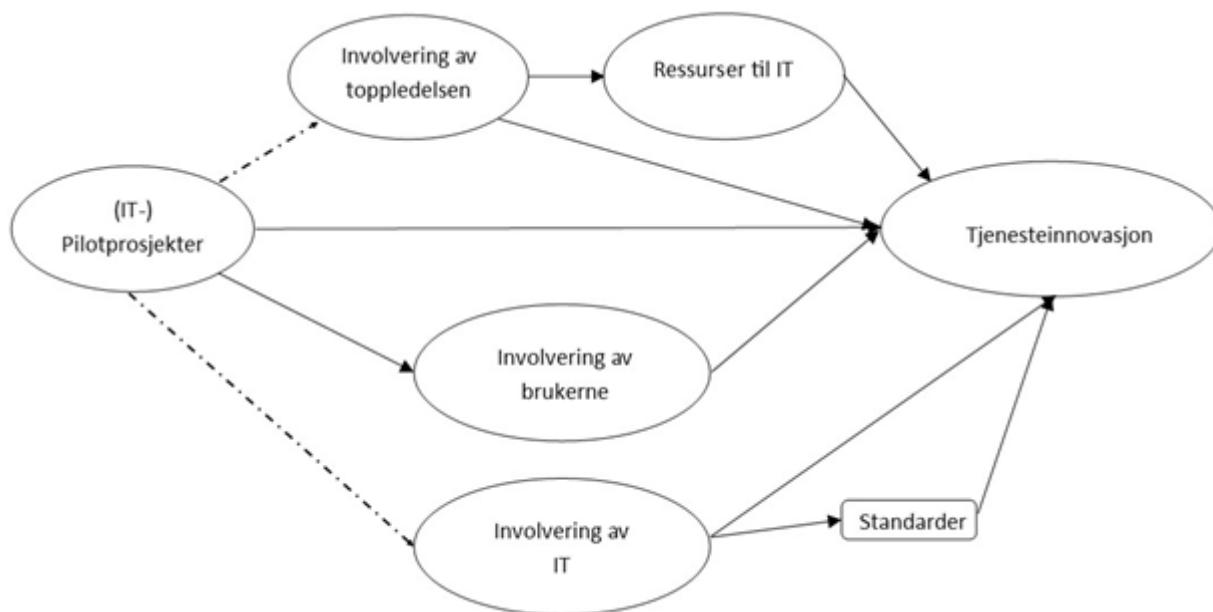 Involvering av
toppledelsen
Ressurser til IT
(IT-)
Pilotprosjekter
Tjenesteinnovasjon
Involvering av
brukerne
Involvering av
IT
Standarder